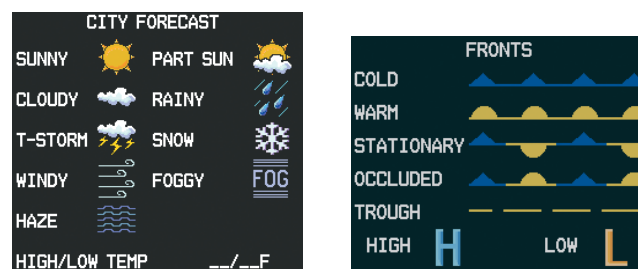 CITY FORECAST
SUNNY PART SUN
CLOUDY RAINY
T-STORM SNOW
WINDY FOGGY FOG
HAZE
HIGH/LOW TEMP __/__F
FRONTS
COLD
WARM
STATIONARY
OCCLUDED
TROUGH
HIGH H LOW L